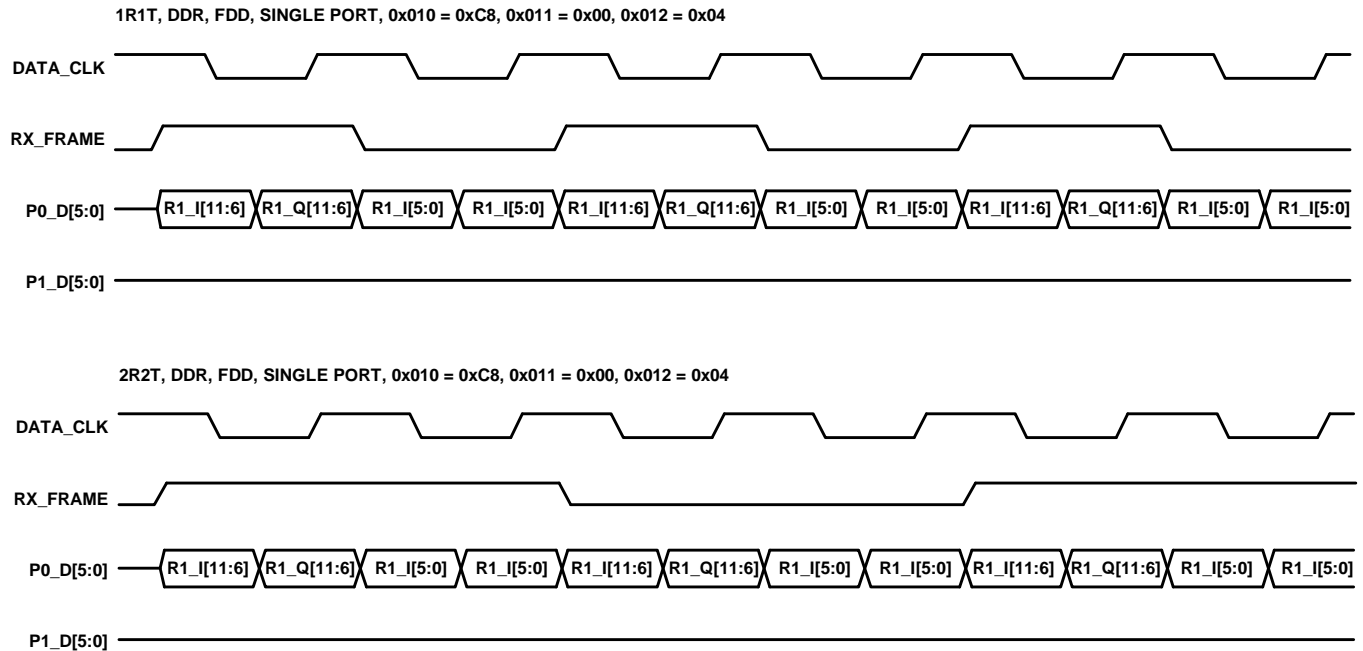 1R1T, DDR, FDD, SINGLE PORT, 0x010 = 0xC8, 0x011 = 0x00, 0x012 = 0x04
DATA_CLK
RX_FRAME
P0_D[5:0] R1_I[11:6] R1_Q[11:6] R1_I[5:0] R1_I[5:0] R1_I[11:6] R1_Q[11:6] R1_I[5:0] R1_I[5:0] R1_I[11:6] R1_Q[11:6] R1_I[5:0] R1_I[5:0]
P1_D[5:0]
2R2T, DDR, FDD, SINGLE PORT, 0x010 = 0xC8, 0x011 = 0x00, 0x012 = 0x04
DATA_CLK
RX_FRAME
P0_D[5:0] R1_I[11:6] R1_Q[11:6] R1_I[5:0] R1_I[5:0] R1_I[11:6] R1_Q[11:6] R1_I[5:0] R1_I[5:0] R1_I[11:6] R1_Q[11:6] R1_I[5:0] R1_I[5:0]
P1_D[5:0]